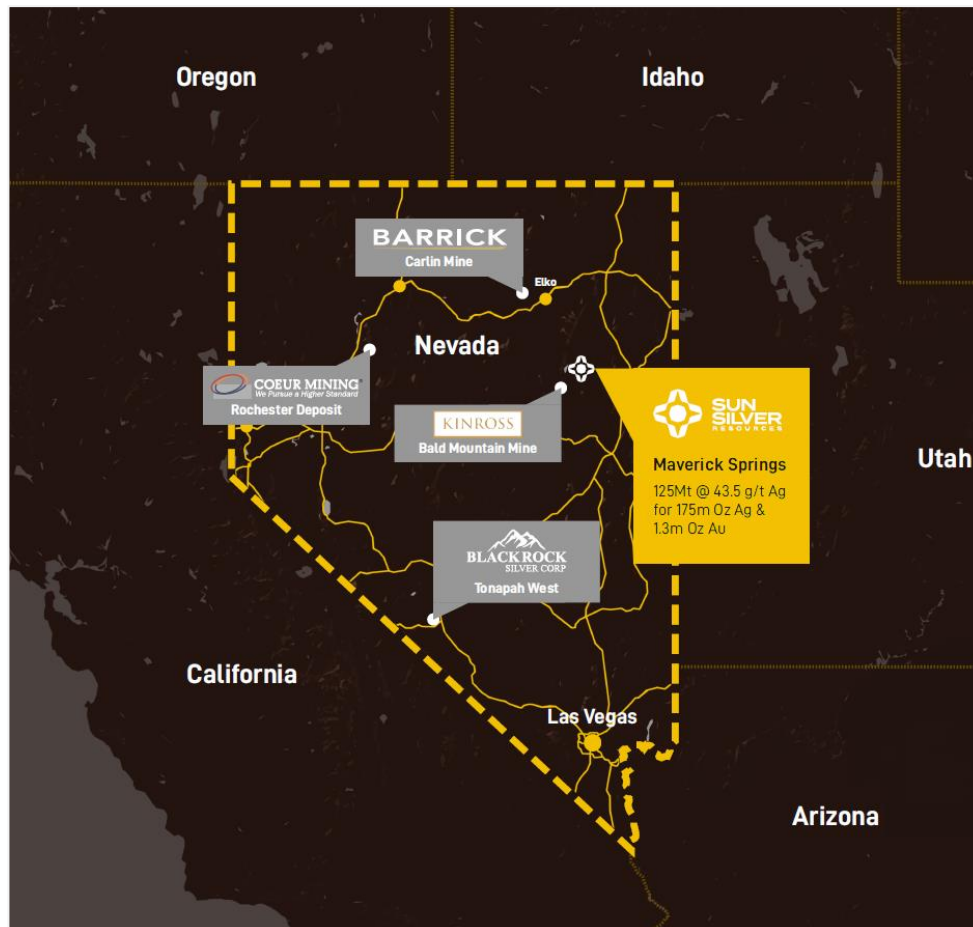 Oregon
Idaho
BARRICK
Carlin Mine
Elko
Nevada
COEUR MINING
We Pursue a Higher Standard
Rochester Deposit
KINROSS
Bald Mountain Mine
SUN
SILVER
RESOURCES
Maverick Springs
125Mt @ 43.5 g/t Ag
for 175m Oz Ag &
1.3m Oz Au
Utah
BLACKROCK
SILVER CORP
Tonapah West
California
Las Vegas
Arizona